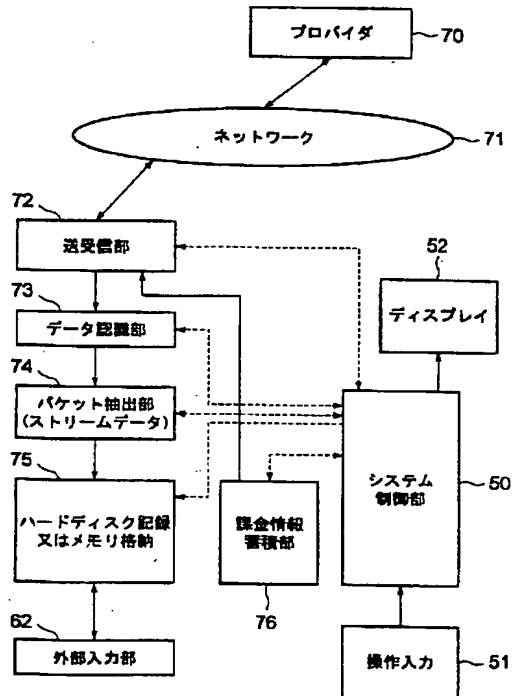 プロバイダ
70
ネットワーク
71
72
送受信部
52
ディスプレイ
73
データ認識部
74
パケット抽出部
(ストリームデータ)
75
ハードディスク記録
又はメモリ格納
課金情報
蓄積部
76
システム
制御部
50
62
外部入力部
操作入力
51